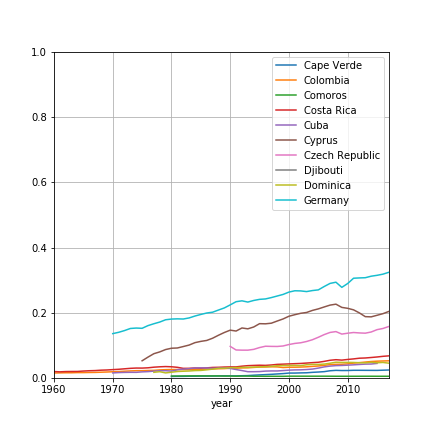 1.0
0.8
0.6
0.4
0.2
0.0
1960
1970
1980
1990
2000
2010
year
Cape Verde
Colombia
Comoros
Costa Rica
Cuba
Cyprus
Czech Republic
Djibouti
Dominica
Germany